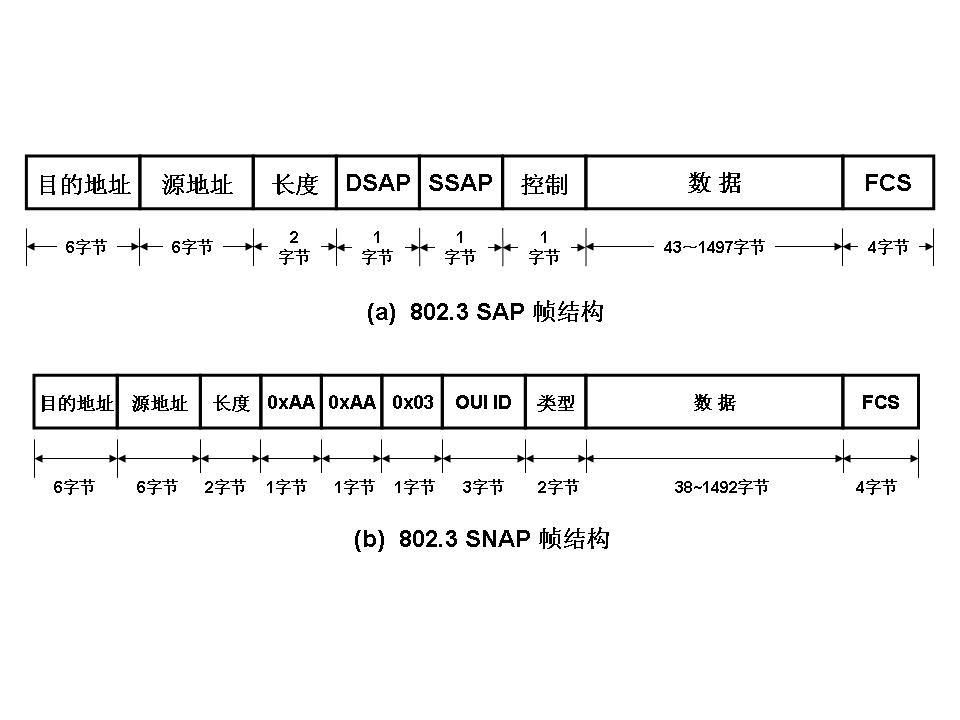 目的地址 源地址 长度 DSAP SSAP 控制 数 据 FCS
6字节 6字节 2字节 1字节 1字节 1字节 43～1497字节 4字节
(a) 802.3 SAP 帧结构
目的地址 源地址 长度 0xAA 0xAA 0x03 OUI ID 类型 数 据 FCS
6字节 6字节 2字节 1字节 1字节 1字节 3字节 2字节 38~1492字节 4字节
(b) 802.3 SNAP 帧结构